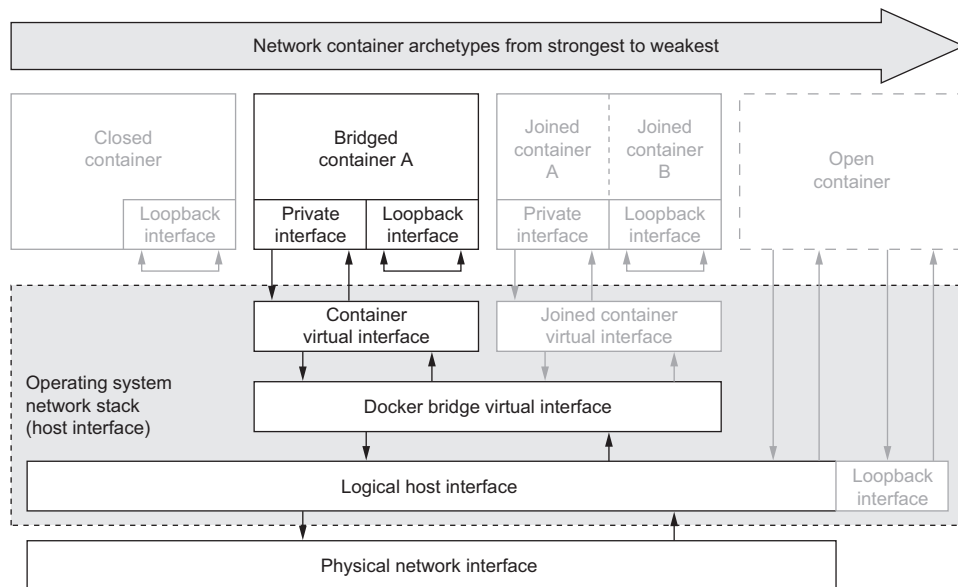 Network container archetypes from strongest to weakest
Closed
container
Loopback
interface
Bridged
container A
Private
interface
Loopback
interface
Joined
container
A
Joined
container
B
Private
interface
Loopback
interface
Open
container
Container
virtual interface
Joined container
virtual interface
Operating system
network stack
(host interface)
Docker bridge virtual interface
Logical host interface
Loopback
interface
Physical network interface